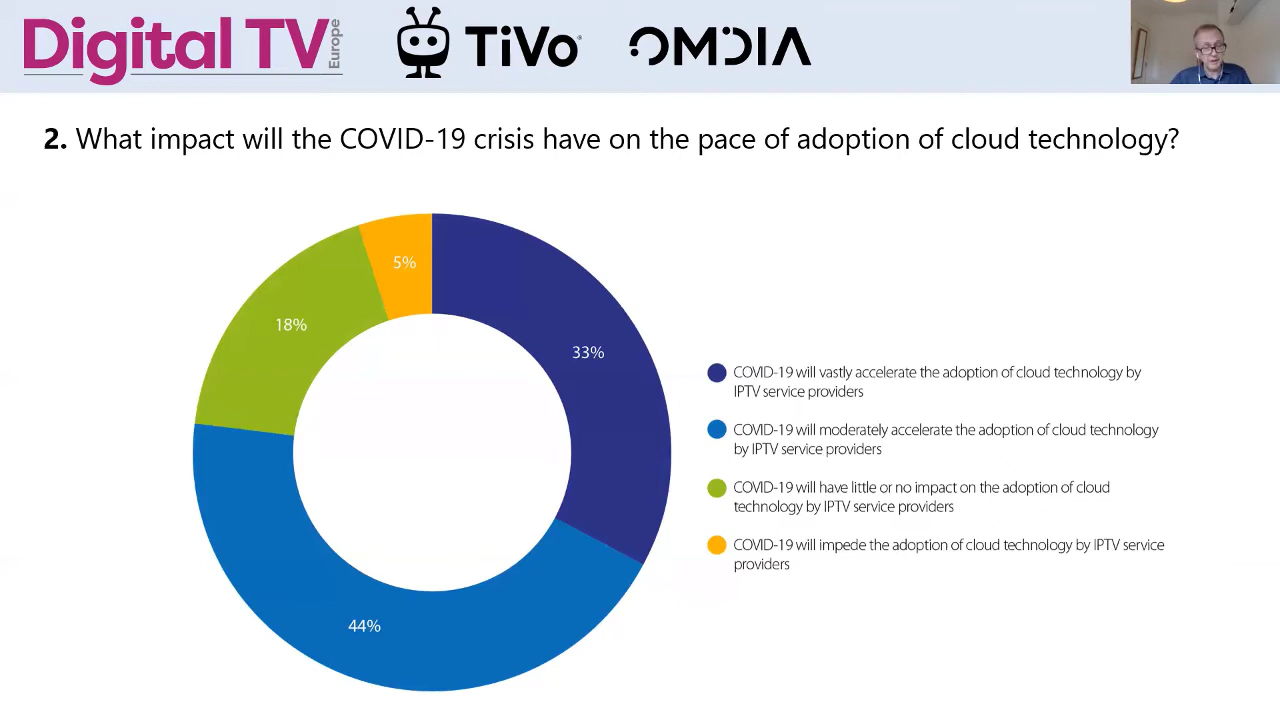 Digital TV Europe
TiVo
OMDIA
2. What impact will the COVID-19 crisis have on the pace of adoption of cloud technology?
5%
18%
33%
44%
COVID-19 will vastly accelerate the adoption of cloud technology by
IPTV service providers
COVID-19 will moderately accelerate the adoption of cloud technology
by IPTV service providers
COVID-19 will have little or no impact on the adoption of cloud
technology by IPTV service providers
COVID-19 will impede the adoption of cloud technology by IPTV service
providers